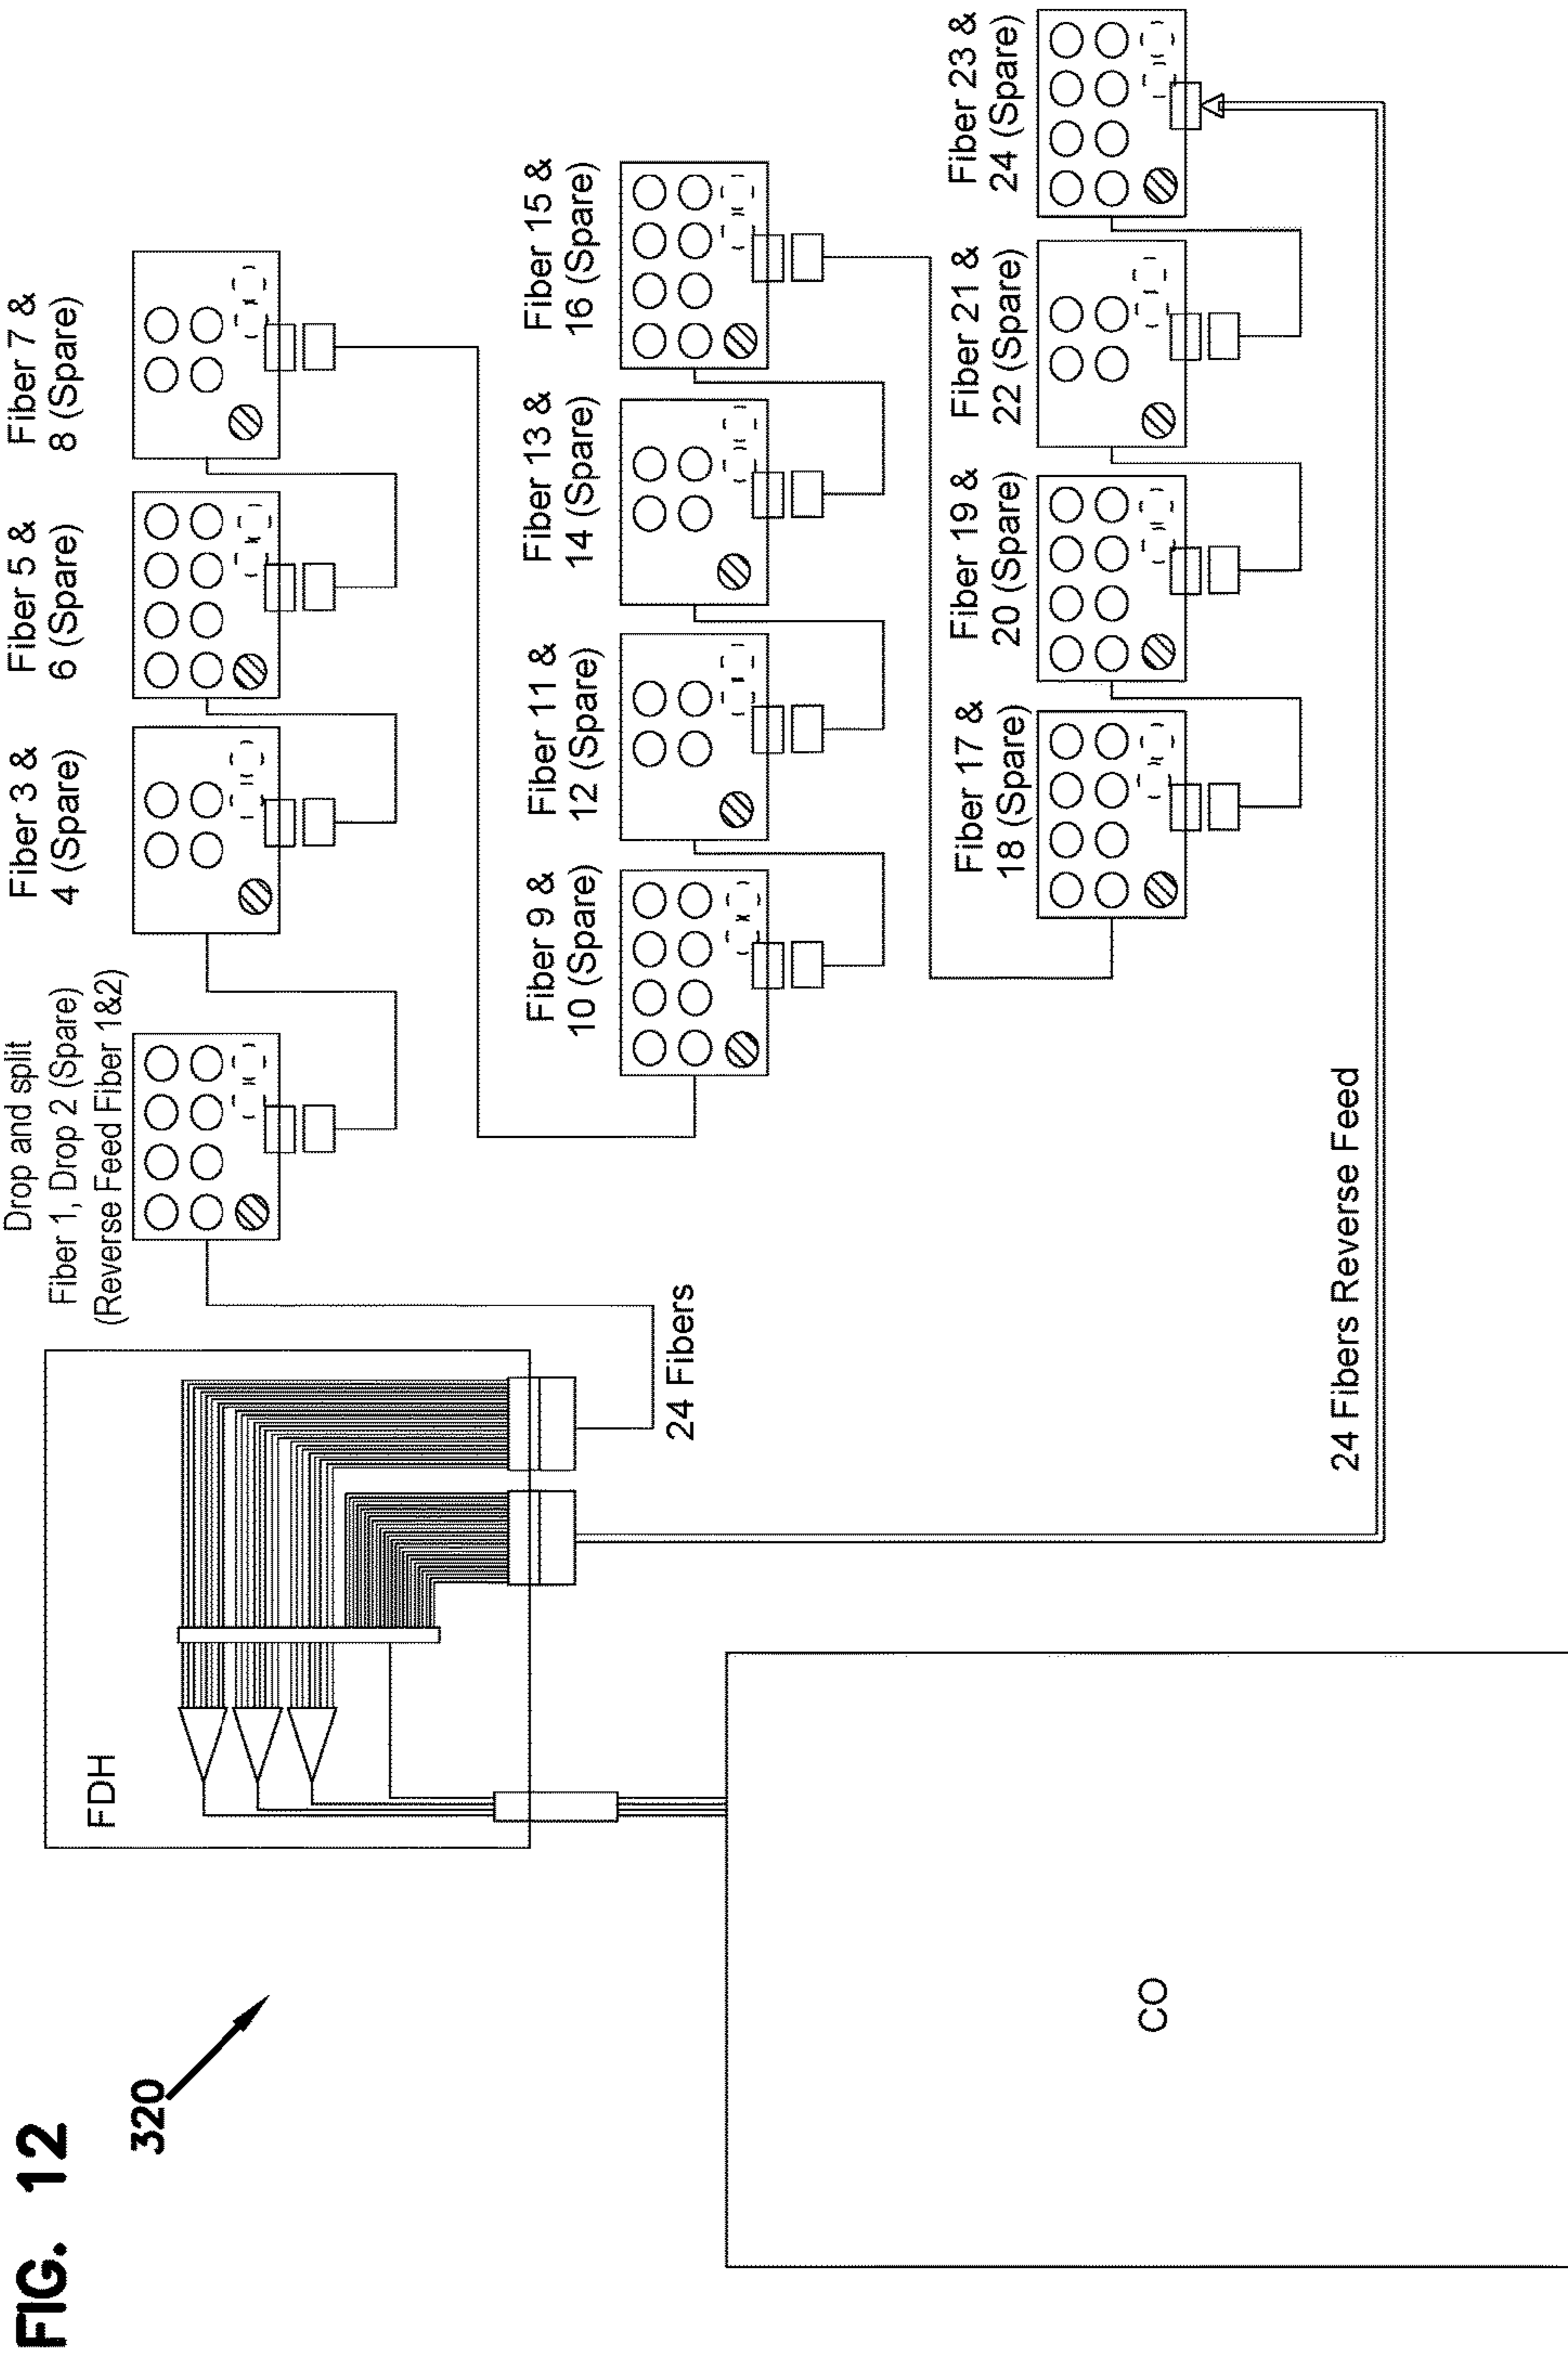 FIG. 12
320
FDH
CO
24 Fibers
24 Fibers Reverse Feed
Drop and split
Fiber 1, Drop 2 (Spare)
(Reverse Feed Fiber 1&2)
Fiber 3 &
4 (Spare)
Fiber 5 &
6 (Spare)
Fiber 7 &
8 (Spare)
Fiber 9 &
10 (Spare)
Fiber 11 &
12 (Spare)
Fiber 13 &
14 (Spare)
Fiber 15 &
16 (Spare)
Fiber 17 &
18 (Spare)
Fiber 19 &
20 (Spare)
Fiber 21 &
22 (Spare)
Fiber 23 &
24 (Spare)